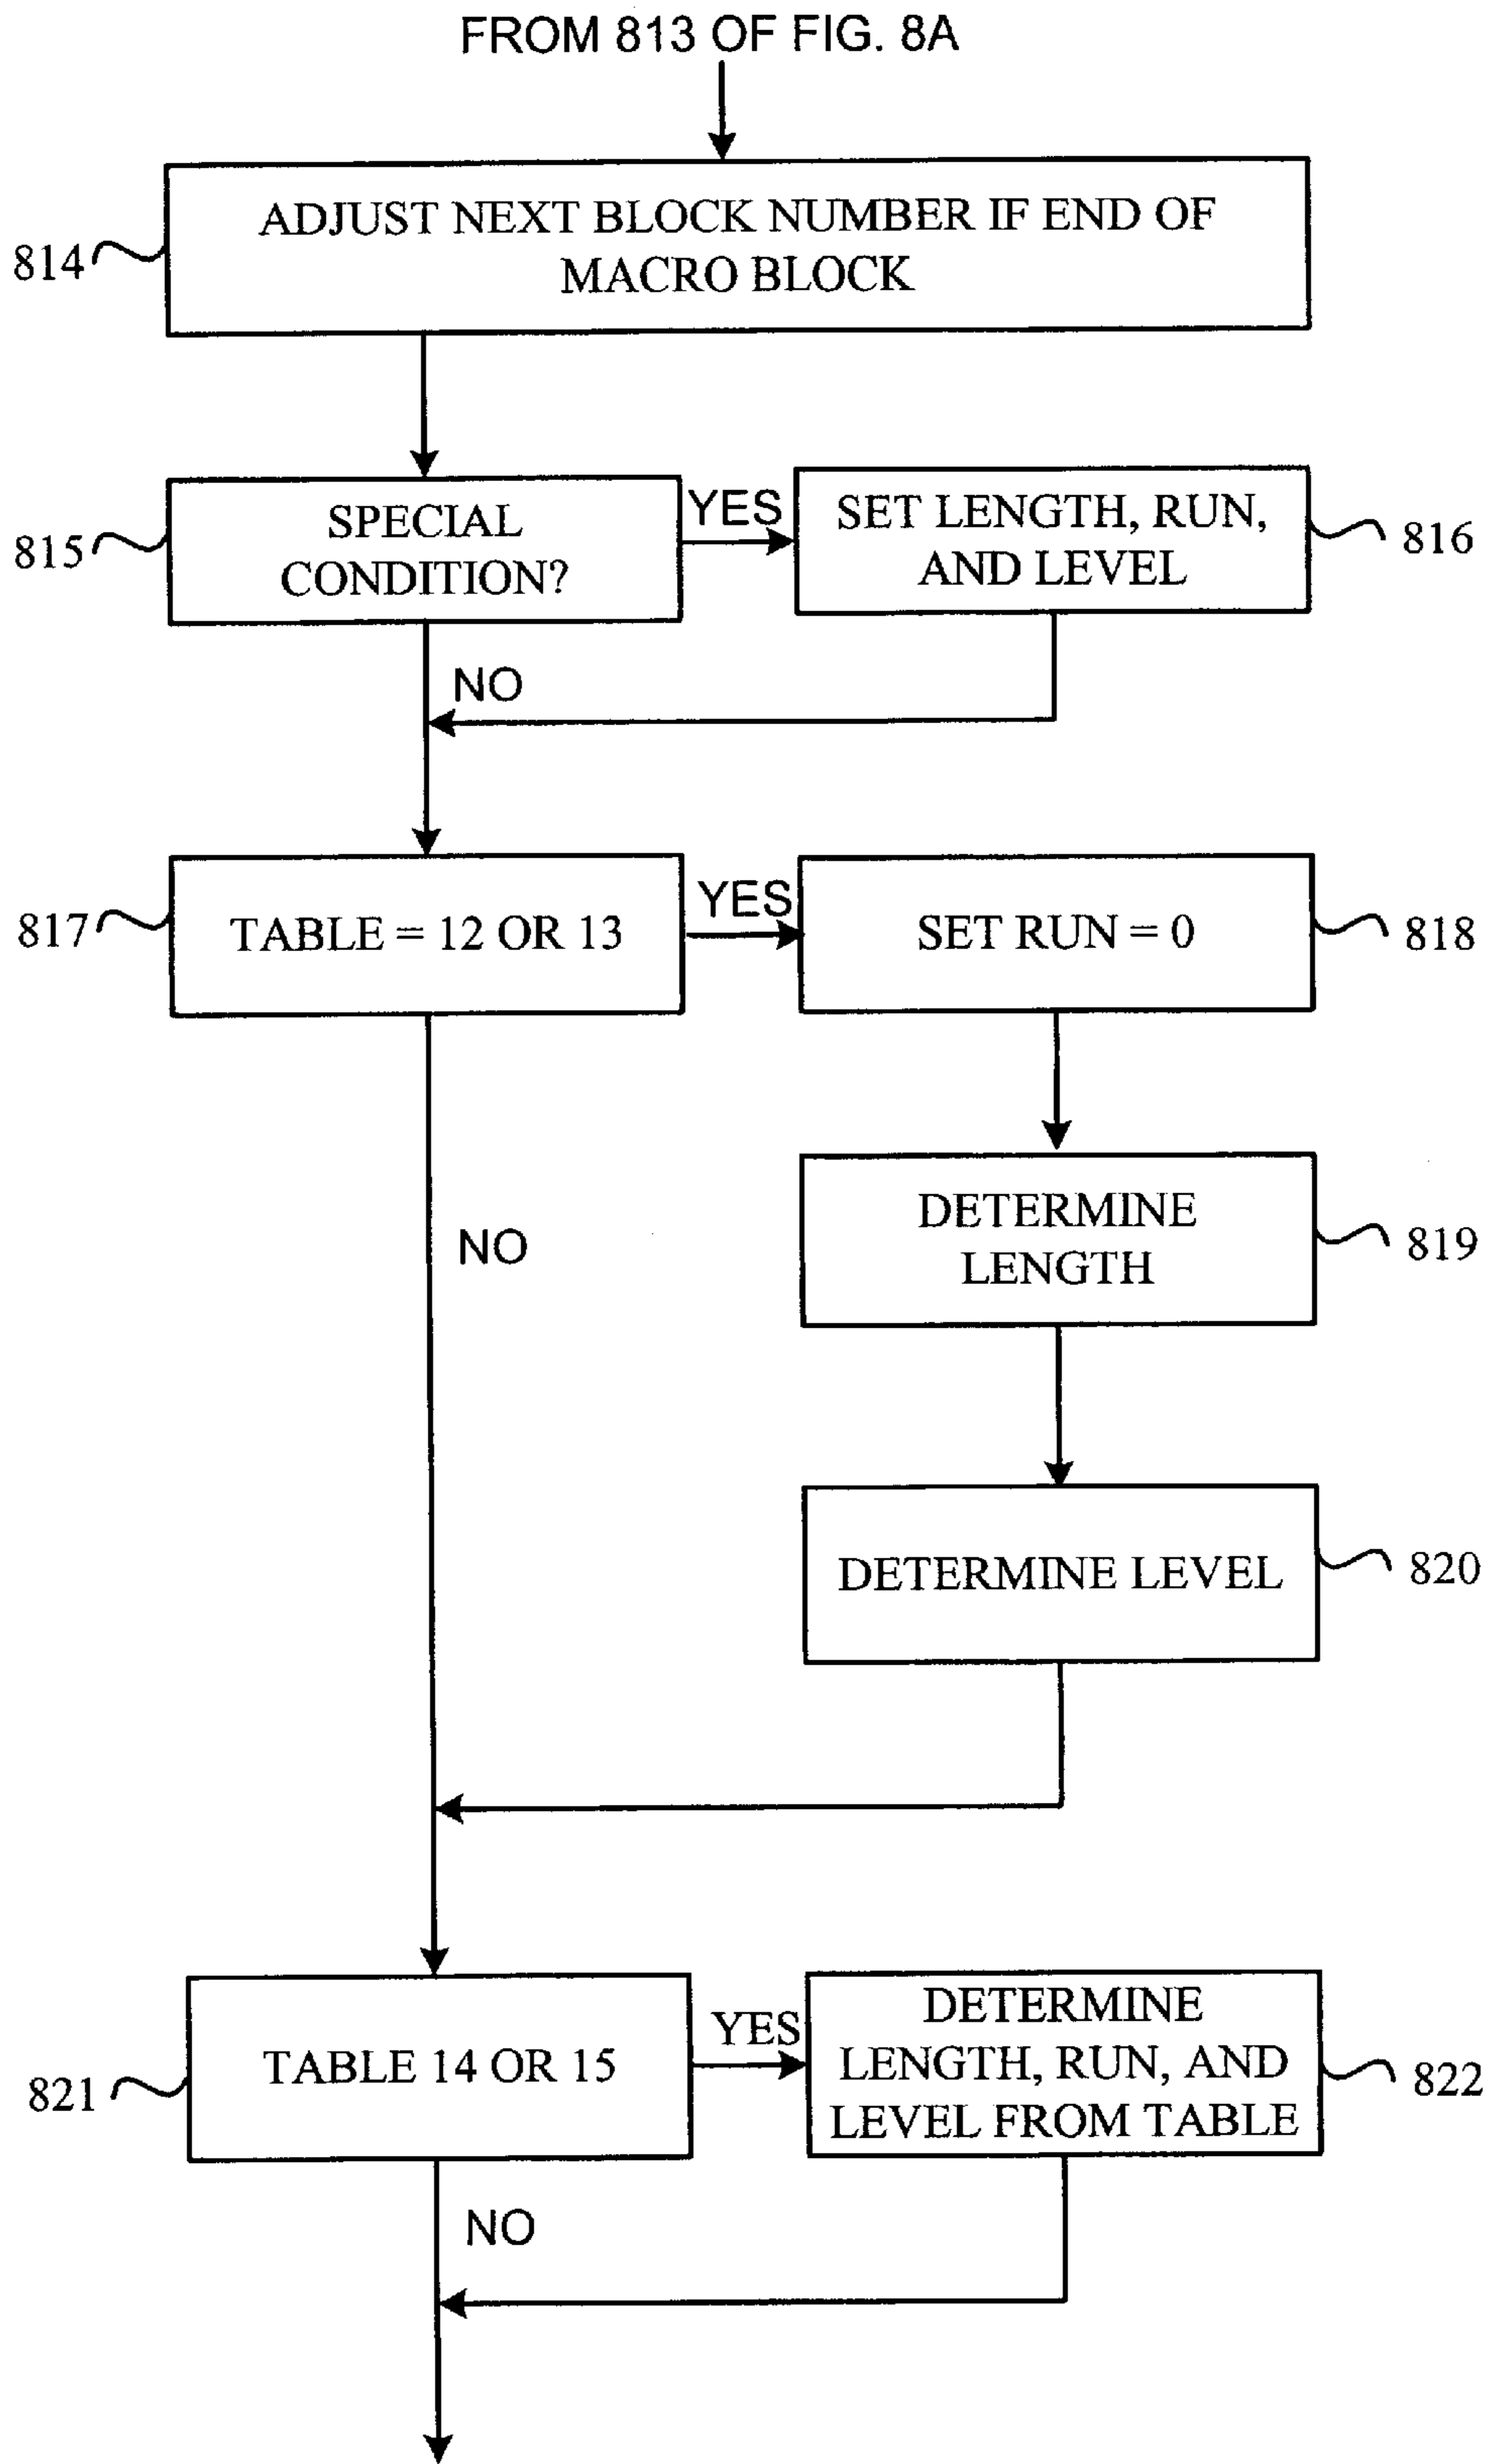 FROM 813 OF FIG. 8A
ADJUST NEXT BLOCK NUMBER IF END OF
MACRO BLOCK
814
SPECIAL
CONDITION?
815
YES
SET LENGTH, RUN,
AND LEVEL
816
NO
TABLE = 12 OR 13
817
YES
SET RUN = 0
818
NO
DETERMINE
LENGTH
819
DETERMINE LEVEL
820
TABLE 14 OR 15
821
YES
DETERMINE
LENGTH, RUN, AND
LEVEL FROM TABLE
822
NO